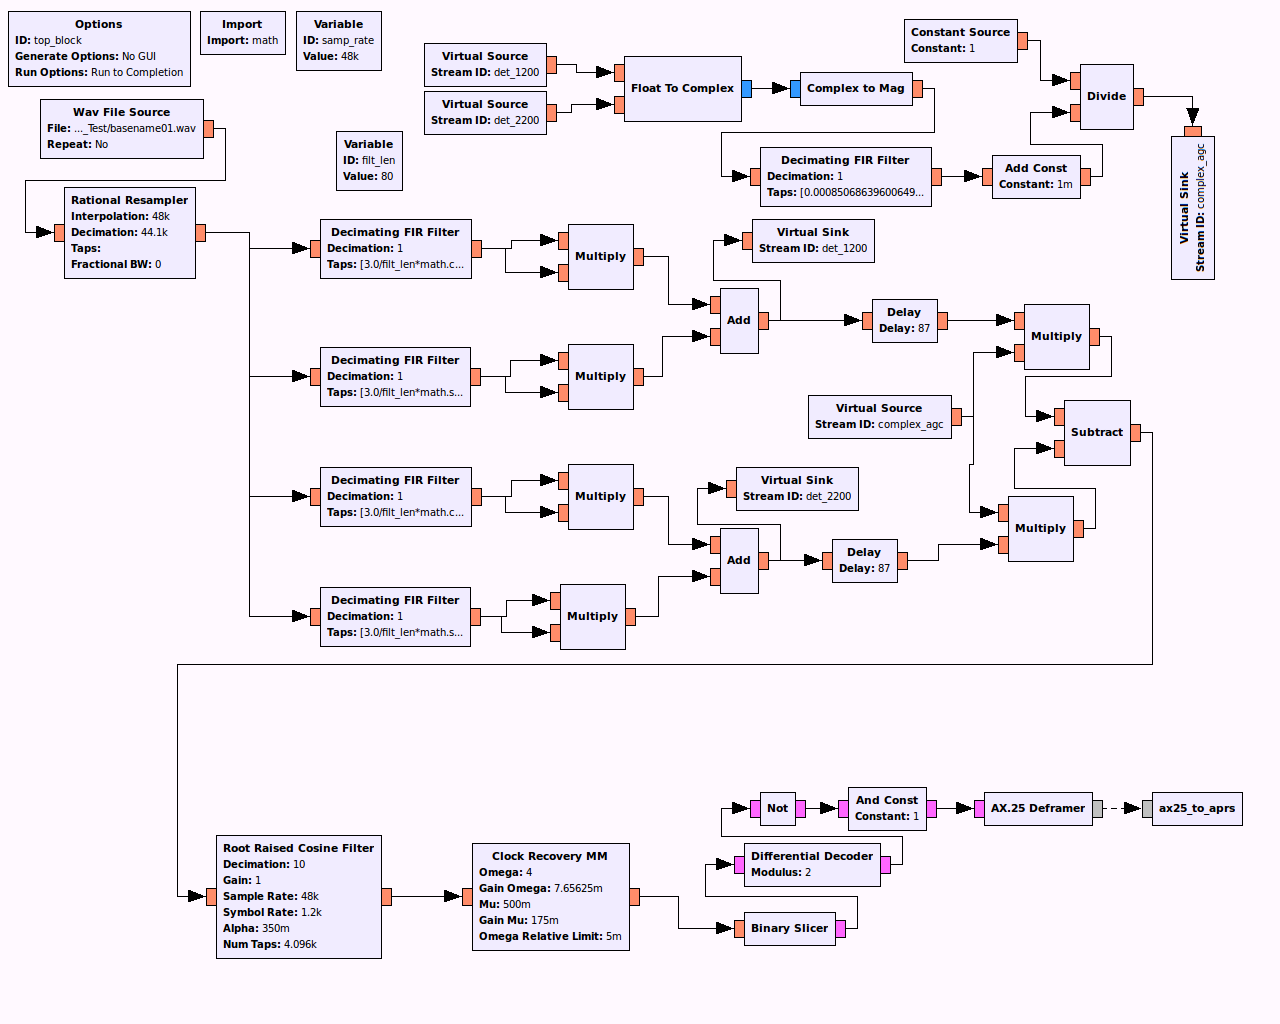 Options
ID: top_block
Generate Options: No GUI
Run Options: Run to Completion
Import
Import: math
Variable
ID: samp_rate
Value: 48k
Wav File Source
File: ..._Test/basename01.wav
Repeat: No
Variable
ID: filt_len
Value: 80
Virtual Source
Stream ID: det_1200
Virtual Source
Stream ID: det_2200
Float To Complex
Complex to Mag
Constant Source
Constant: 1
Divide
Virtual Sink
Stream ID: complex_agc
Decimating FIR Filter
Decimation: 1
Taps: [0.00085068639600649...
Add Const
Constant: 1m
Rational Resampler
Interpolation: 48k
Decimation: 44.1k
Taps:
Fractional BW: 0
Decimating FIR Filter
Decimation: 1
Taps: [3.0/filt_len*math.c...
Multiply
Virtual Sink
Stream ID: det_1200
Add
Delay
Delay: 87
Multiply
Decimating FIR Filter
Decimation: 1
Taps: [3.0/filt_len*math.s...
Multiply
Virtual Source
Stream ID: complex_agc
Subtract
Decimating FIR Filter
Decimation: 1
Taps: [3.0/filt_len*math.c...
Multiply
Virtual Sink
Stream ID: det_2200
Add
Delay
Delay: 87
Multiply
Decimating FIR Filter
Decimation: 1
Taps: [3.0/filt_len*math.s...
Multiply
Root Raised Cosine Filter
Decimation: 10
Gain: 1
Sample Rate: 48k
Symbol Rate: 1.2k
Alpha: 350m
Num Taps: 4.096k
Clock Recovery MM
Omega: 4
Gain Omega: 7.65625m
Mu: 500m
Gain Mu: 175m
Omega Relative Limit: 5m
Binary Slicer
Differential Decoder
Modulus: 2
Not
And Const
Constant: 1
AX.25 Deframer
ax25_to_aprs